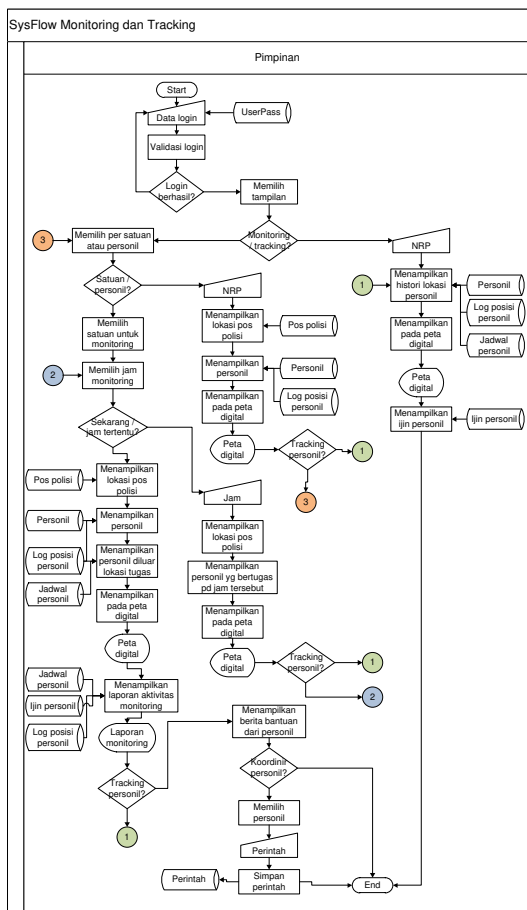 SysFlow Monitoring dan Tracking
Pimpinan
Start
Data login
UserPass
Validasi login
Login
berhasil?
Memilih
tampilan
3
Memilih per satuan
atau personil
Monitoring
/ tracking?
NRP
Satuan /
personil?
NRP
1
Menampilkan
histori lokasi
personil
Personil
Log posisi
personil
Jadwal
personil
Memilih
satuan untuk
monitoring
Menampilkan
lokasi pos
polisi
Pos polisi
Menampilkan
pada peta
digital
2
Memilih jam
monitoring
Menampilkan
personil
Personil
Log posisi
personil
Peta
digital
Sekarang /
jam tertentu?
Menampilkan
pada peta
digital
Menampilkan
ijin personil
Ijin personil
Peta
digital
Tracking
personil?
1
3
Pos polisi
Menampilkan
lokasi pos
polisi
Jam
Personil
Menampilkan
personil
Menampilkan
lokasi pos
polisi
Log posisi
personil
Menampilkan
personil diluar
lokasi tugas
Menampilkan
personil yg bertugas
pd jam tersebut
Jadwal
personil
Menampilkan
pada peta
digital
Menampilkan
pada peta
digital
Peta
digital
Peta
digital
Tracking
personil?
1
2
Jadwal
personil
Ijin personil
Log posisi
personil
Menampilkan
laporan aktivitas
monitoring
Laporan
monitoring
Menampilkan
berita bantuan
dari personil
Tracking
personil?
1
Koordinir
personil?
Memilih
personil
Perintah
Perintah
Simpan
perintah
End